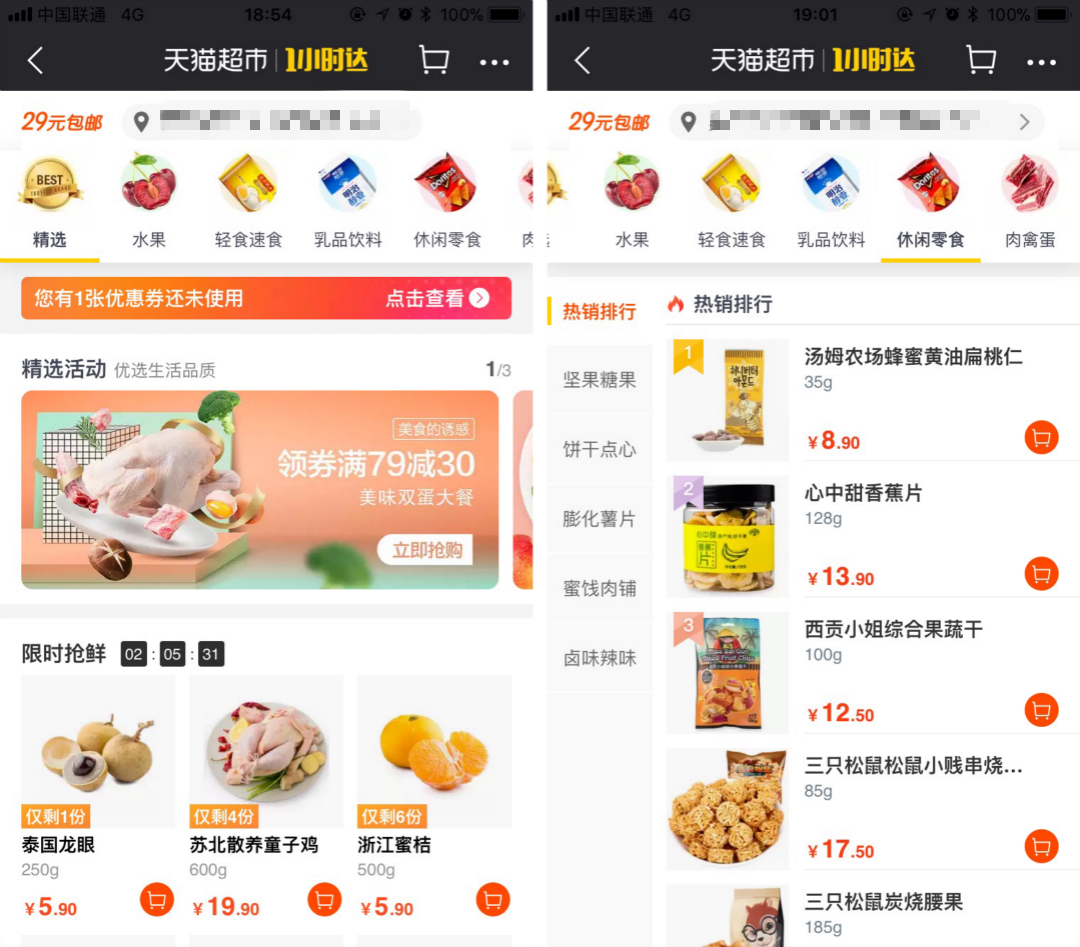 中国联通 4G 18:54 100%
天猫超市 1小时达
29元包邮
BEST
精选 水果 轻食速食 乳品饮料 休闲零食
您有1张优惠券还未使用 点击查看
精选活动 优选生活品质 1/3
美食的诱惑
领券满79减30
美味双蛋大餐
立即抢购
限时抢鲜 02 : 05 : 31
仅剩1份 仅剩4份 仅剩6份
泰国龙眼 苏北散养童子鸡 浙江蜜桔
250g 600g 500g
¥5.90 ¥19.90 ¥5.90
中国联通 4G 19:01 100%
天猫超市 1小时达
29元包邮
Doritos
水果 轻食速食 乳品饮料 休闲零食 肉禽蛋
热销排行
坚果糖果
饼干点心
膨化薯片
蜜饯肉铺
卤味辣味
热销排行
1
汤姆农场蜂蜜黄油扁桃仁
35g
¥8.90
2
心中甜香蕉片
128g
¥13.90
3
西贡小姐综合果蔬干
100g
¥12.50
三只松鼠松鼠小贱串烧...
85g
¥17.50
三只松鼠炭烧腰果
185g